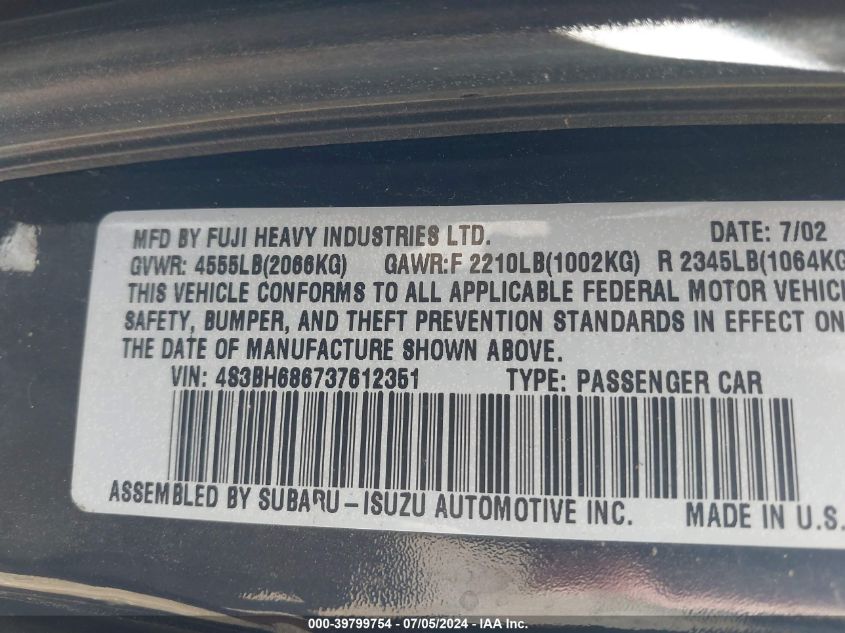 MFD BY FUJI HEAVY INDUSTRIES LTD. DATE: 7/02
GVWR: 4555LB(2066KG) GAWR:F 2210LB(1002KG) R 2345LB(1064KG
THIS VEHICLE CONFORMS TO ALL APPLICABLE FEDERAL MOTOR VEHICL
SAFETY, BUMPER, AND THEFT PREVENTION STANDARDS IN EFFECT ON
THE DATE OF MANUFACTURE SHOWN ABOVE.
VIN: 4S3BH686737612351 TYPE: PASSENGER CAR
ASSEMBLED BY SUBARU-ISUZU AUTOMOTIVE INC. MADE IN U.S.
000-39799754 - 07/05/2024 - IAA Inc.